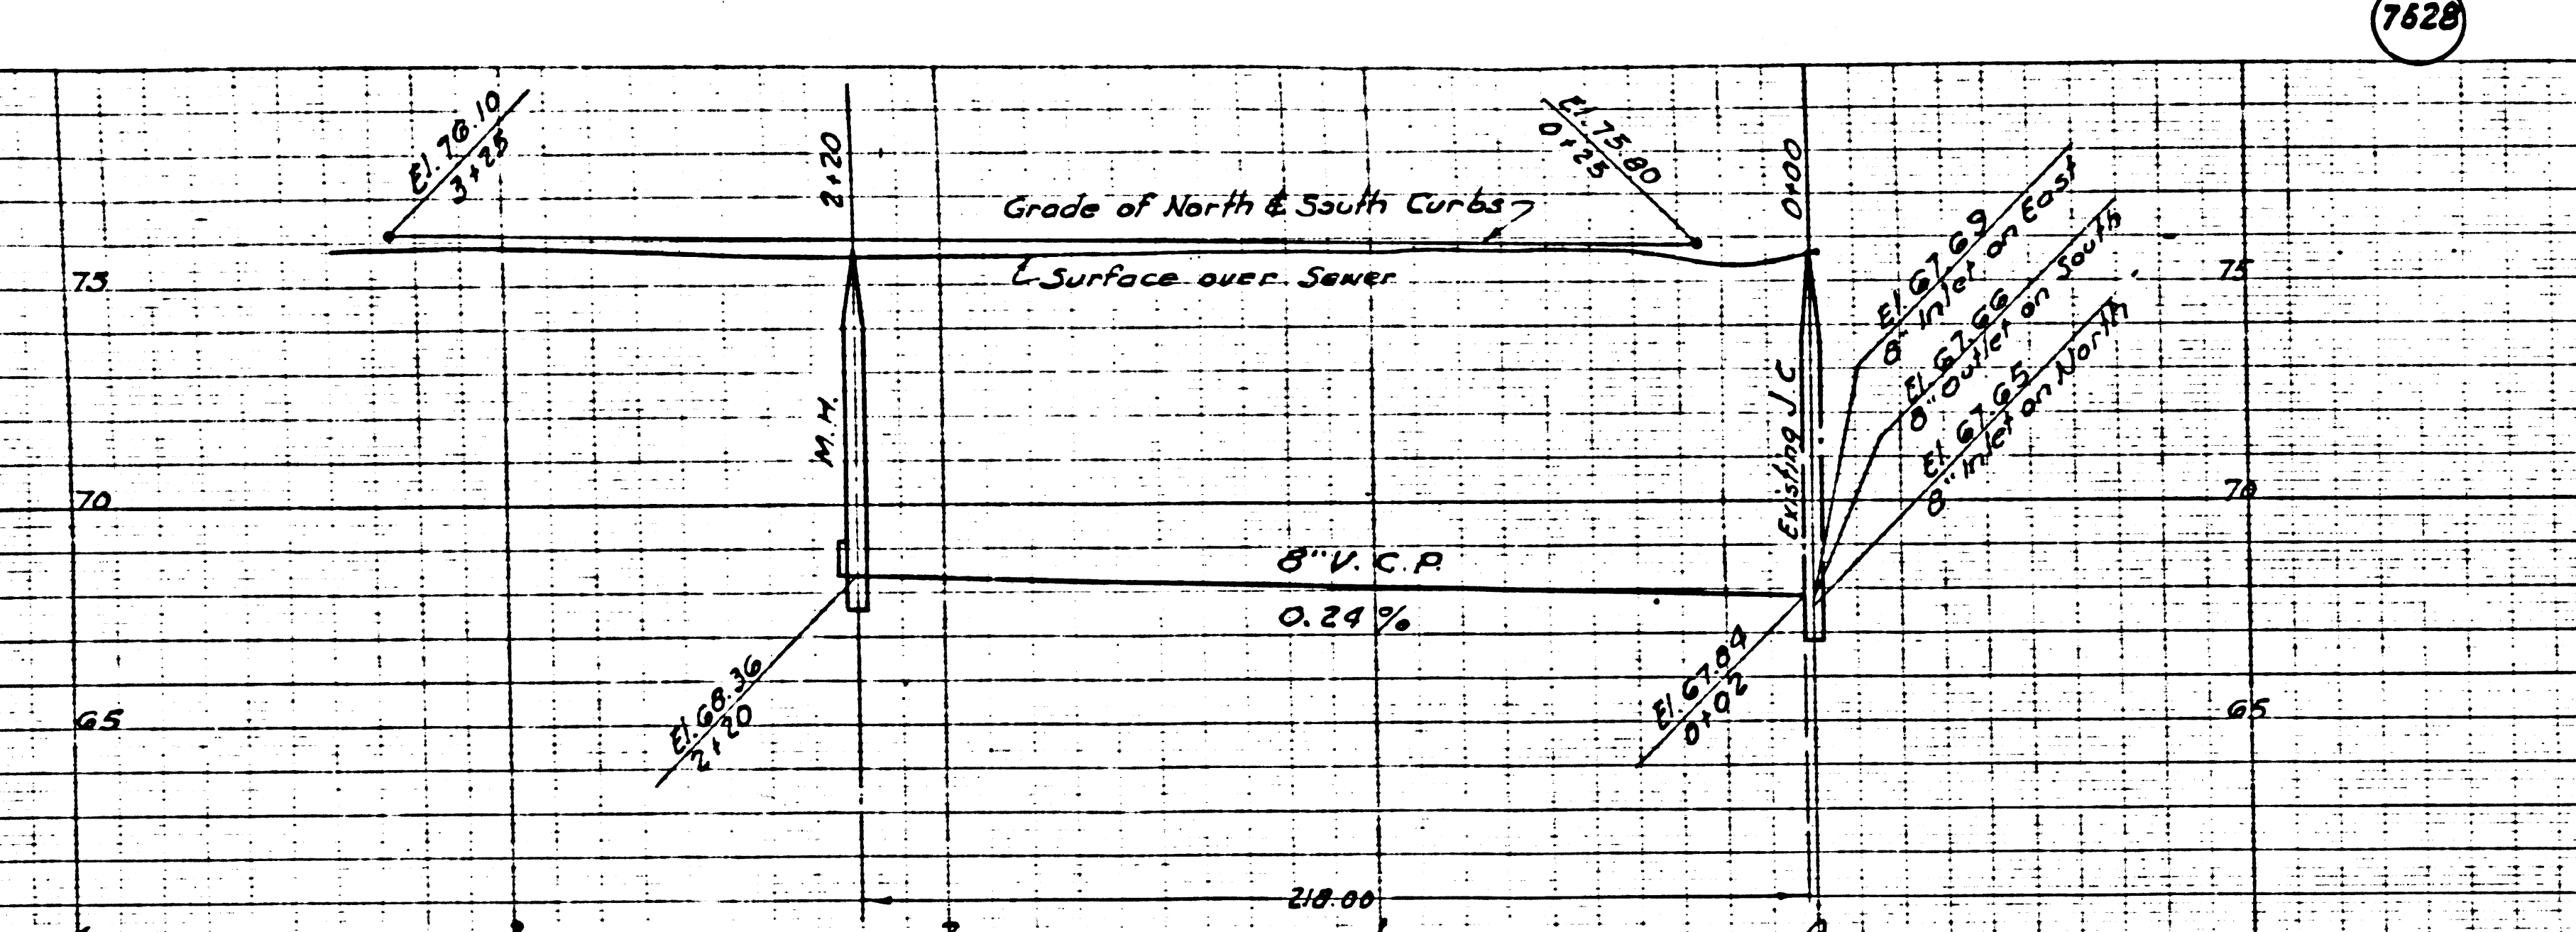 7628
El. 76.10
3+25
2+20
El. 75.80
0+25
0+00
Grade of North & South Curbs
Surface over Sewer
75
75
El. 67.69
8" Inlet on East
El. 67.66
8" Outlet on South
El. 67.65
8" Inlet on North
M.H.
Existing J C
70
70
8" V.C.P.
0.24%
El. 68.36
2+20
El. 67.84
0+02
65
65
218.00